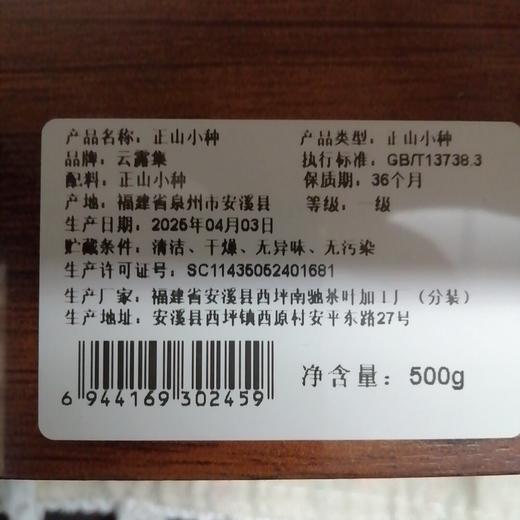 产品名称：正山小种 产品类型：正山小种
品牌：云露集 执行标准：GB/T13738.3
配料：正山小种 保质期：36个月
产地：福建省泉州市安溪县 等级：一级
生产日期：2025年04月03日
贮藏条件：清洁、干燥、无异味、无污染
生产许可证号：SC11435052401681
生产厂家：福建省安溪县西坪南驰茶叶加工厂（分装）
生产地址：安溪县西坪镇西原村安平东路27号
净含量：500g
6 944169 302459